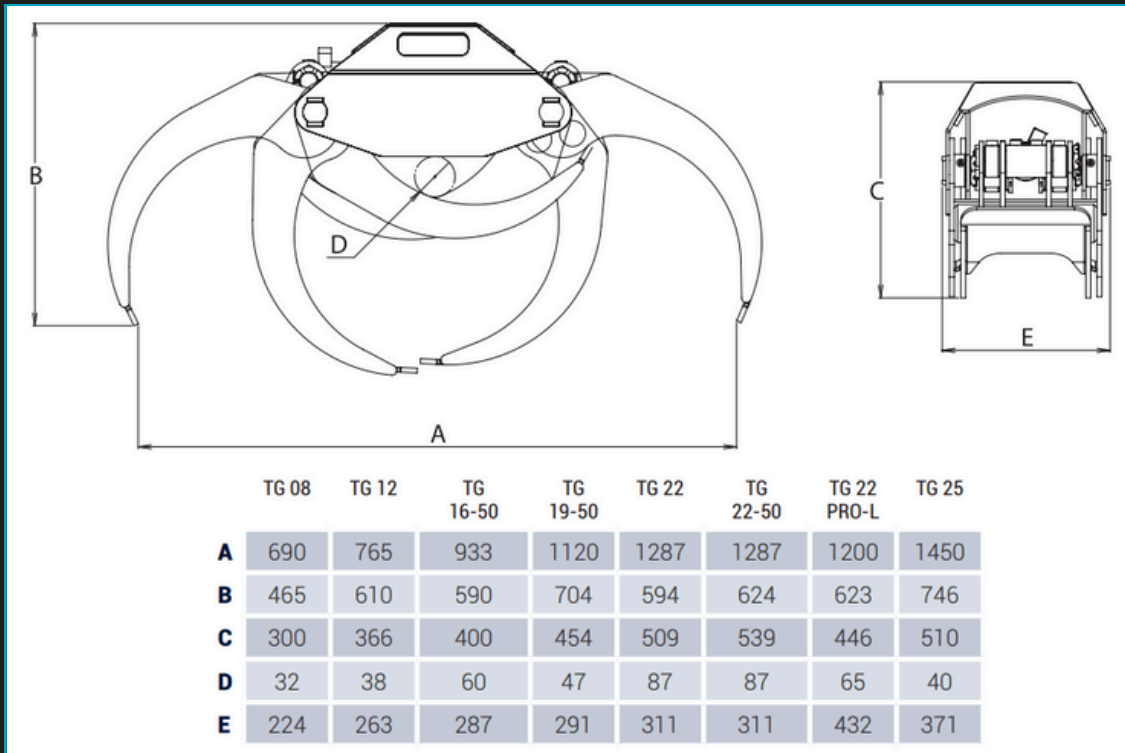 B
D
C
E
A
TG 08 TG 12 TG TG TG 22 TG TG 22 TG 25
16-50 19-50 22-50 PRO-L
A 690 765 933 1120 1287 1287 1200 1450
B 465 610 590 704 594 624 623 746
C 300 366 400 454 509 539 446 510
D 32 38 60 47 87 87 65 40
E 224 263 287 291 311 311 432 371